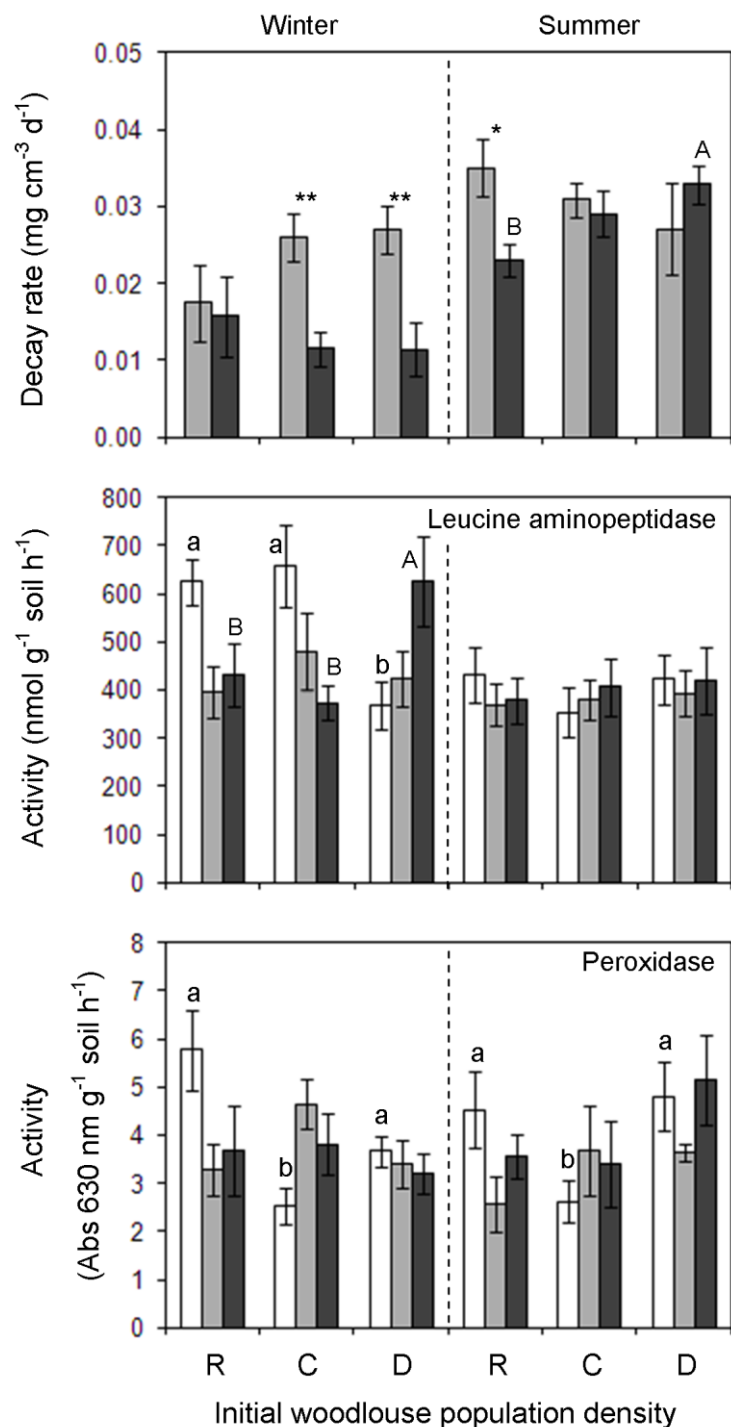 Winter Summer
Decay rate (mg cm⁻³ d⁻¹)
0.05
0.04
0.03
0.02
0.01
0.00
** ** * B A
Activity (nmol g⁻¹ soil h⁻¹)
800
700
600
500
400
300
200
100
0
Leucine aminopeptidase
a B a B b A
Activity
(Abs 630 nm g⁻¹ soil h⁻¹)
8
7
6
5
4
3
2
1
0
Peroxidase
a b a a b a
R C D R C D
Initial woodlouse population density